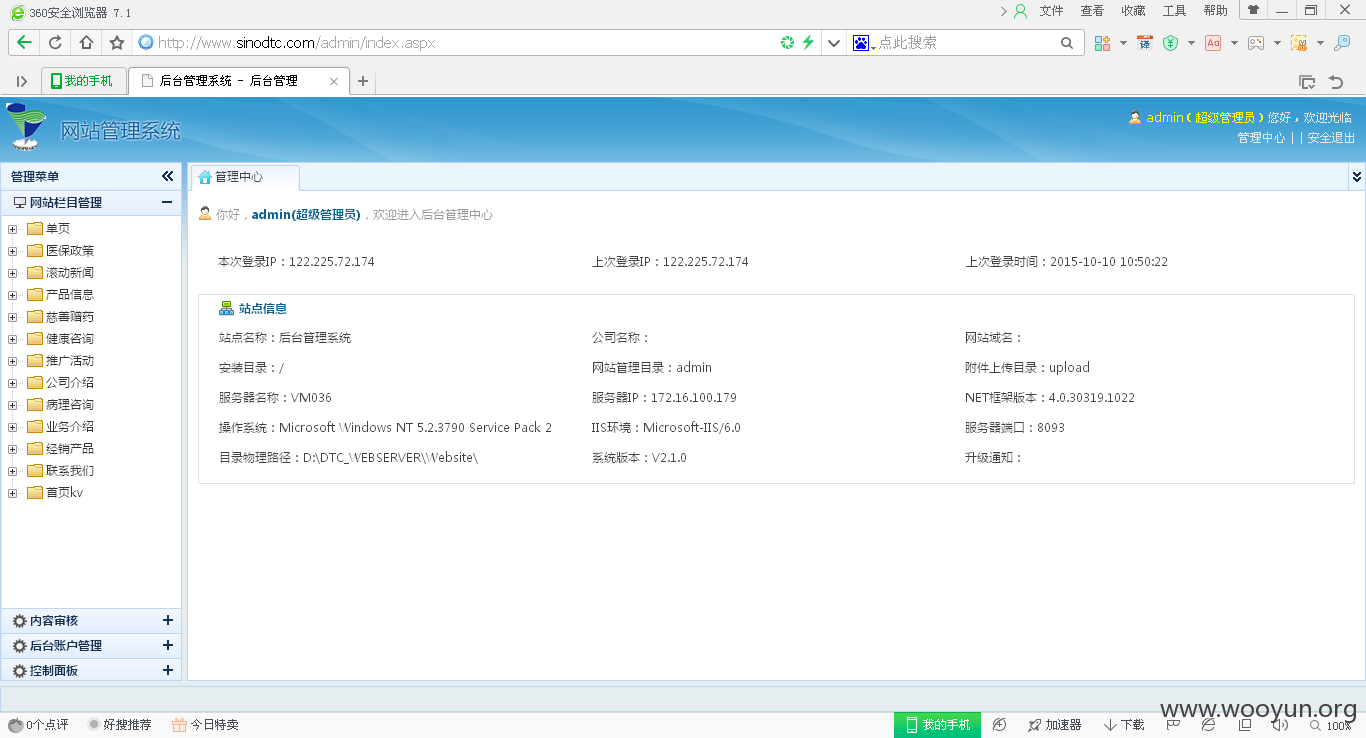 360安全浏览器 7.1
文件 查看 收藏 工具 帮助
http://www.sinodtc.com/admin/index.aspx
点此搜索
我的手机
后台管理系统 - 后台管理
网站管理系统
admin(超级管理员)您好，欢迎光临
管理中心 | | 安全退出
管理菜单
管理中心
网站栏目管理
你好，admin(超级管理员)，欢迎进入后台管理中心
单页
医保政策
滚动新闻
产品信息
慈善赠药
健康咨询
推广活动
公司介绍
病理咨询
业务介绍
经销产品
联系我们
首页kv
本次登录IP：122.225.72.174 上次登录IP：122.225.72.174 上次登录时间：2015-10-10 10:50:22
站点信息
站点名称：后台管理系统 公司名称： 网站域名：
安装目录：/ 网站管理目录：admin 附件上传目录：upload
服务器名称：VM036 服务器IP：172.16.100.179 NET框架版本：4.0.30319.1022
操作系统：Microsoft Windows NT 5.2.3790 Service Pack 2 IIS环境：Microsoft-IIS/6.0 服务器端口：8093
目录物理路径：D:\DTC_WEBSERVER\Website\ 系统版本：V2.1.0 升级通知：
内容审核
后台账户管理
控制面板
www.wooyun.org
0个点评 好搜推荐 今日特卖 我的手机 加速器 下载 100%